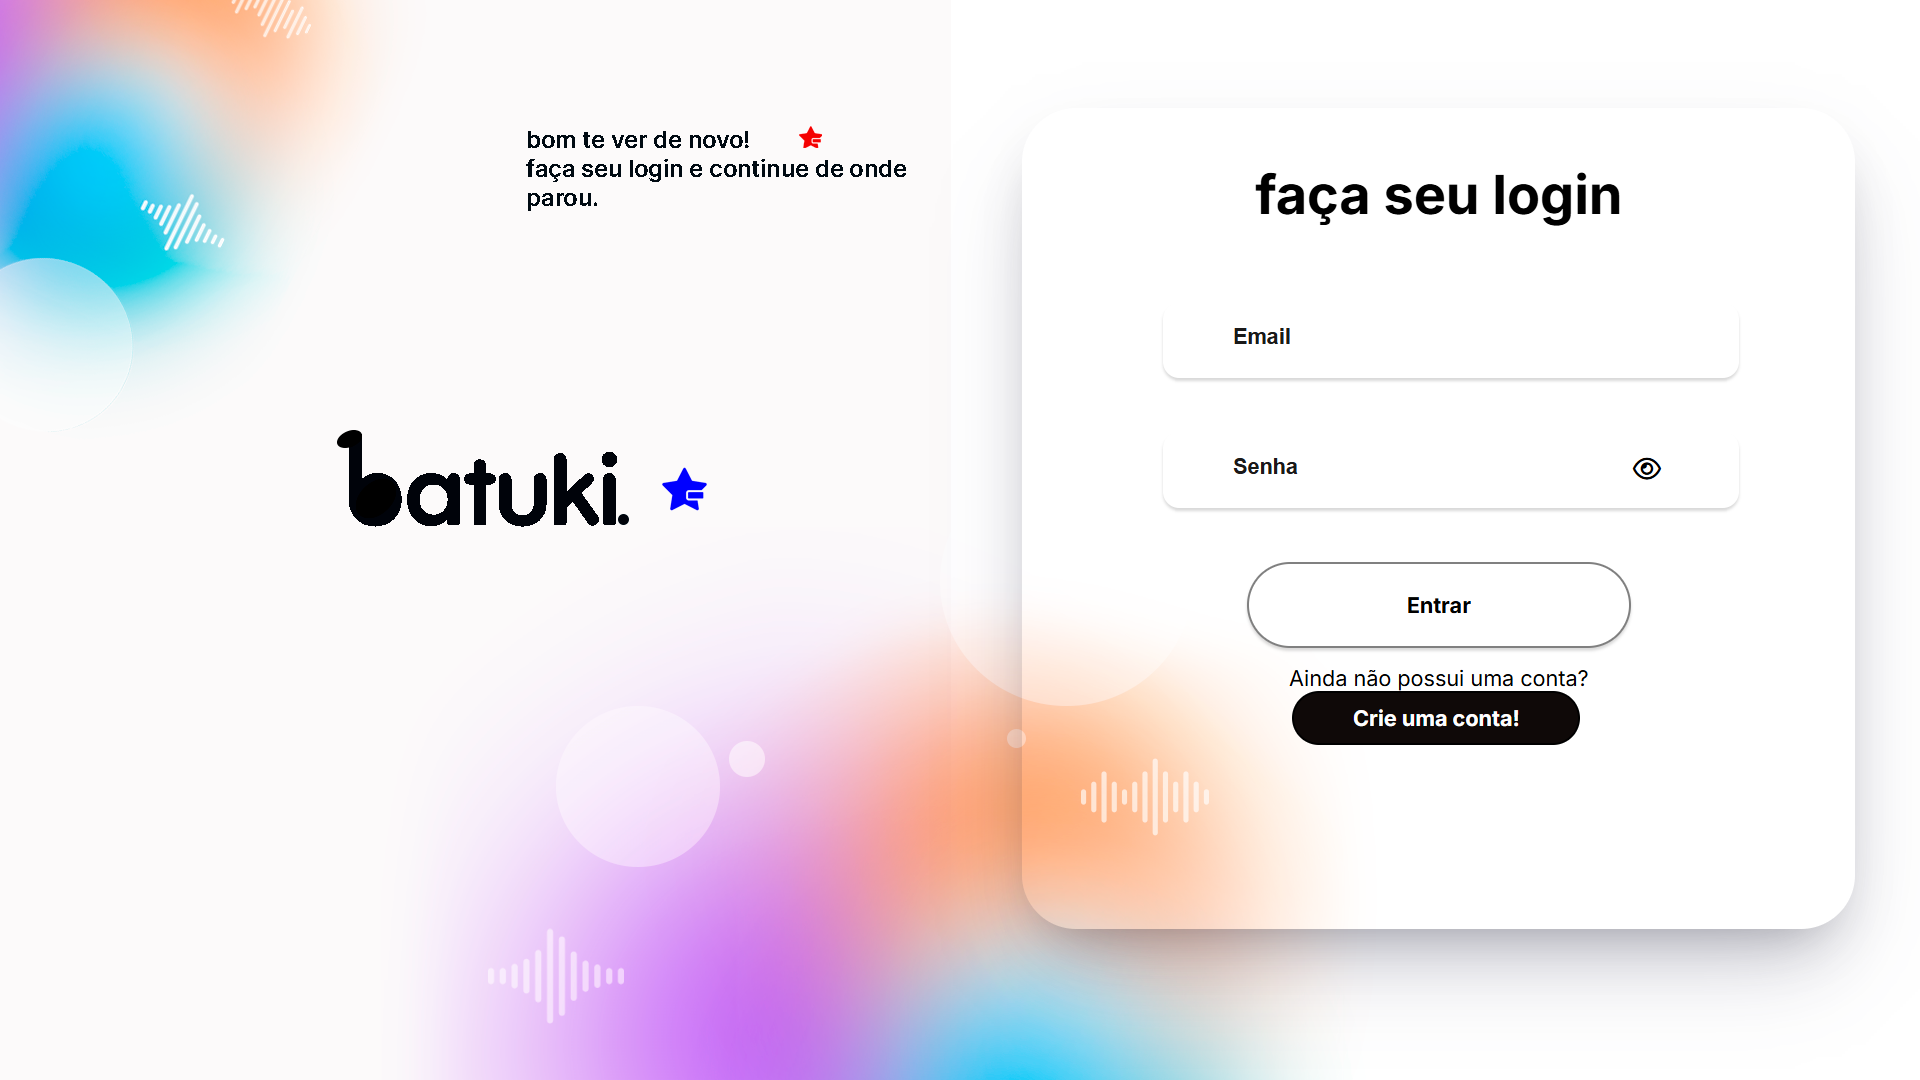 bom te ver de novo!
faça seu login e continue de onde
parou.
batuki.
faça seu login
Email
Senha
Entrar
Ainda não possui uma conta?
Crie uma conta!